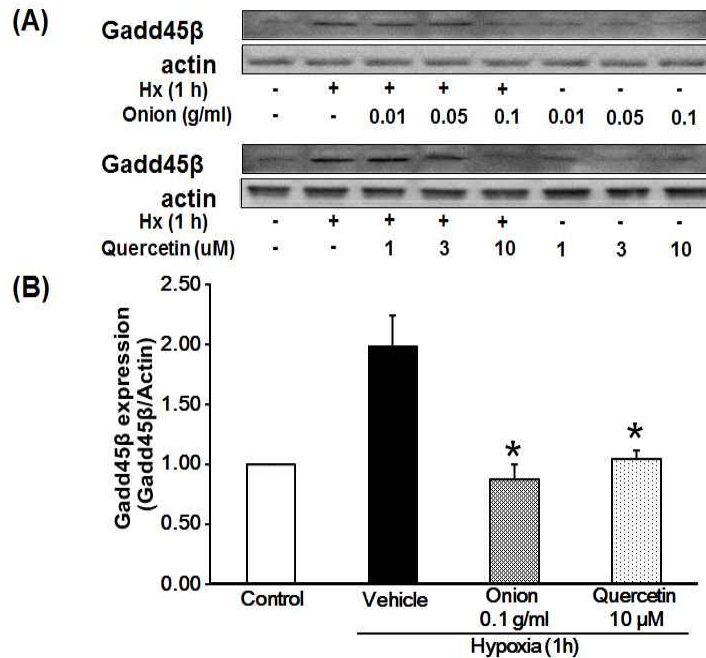 (A)
Gadd45β
actin
Hx (1 h) - + + + + - - -
Onion (g/ml) - - 0.01 0.05 0.1 0.01 0.05 0.1
Gadd45β
actin
Hx (1 h) - + + + + - - -
Quercetin (uM) - - 1 3 10 1 3 10
(B)
Gadd45β expression
(Gadd45β/Actin)
2.50
2.00
1.50
1.00
0.50
0.00
* *
Control Vehicle Onion Quercetin
0.1 g/ml 10 µM
Hypoxia (1h)